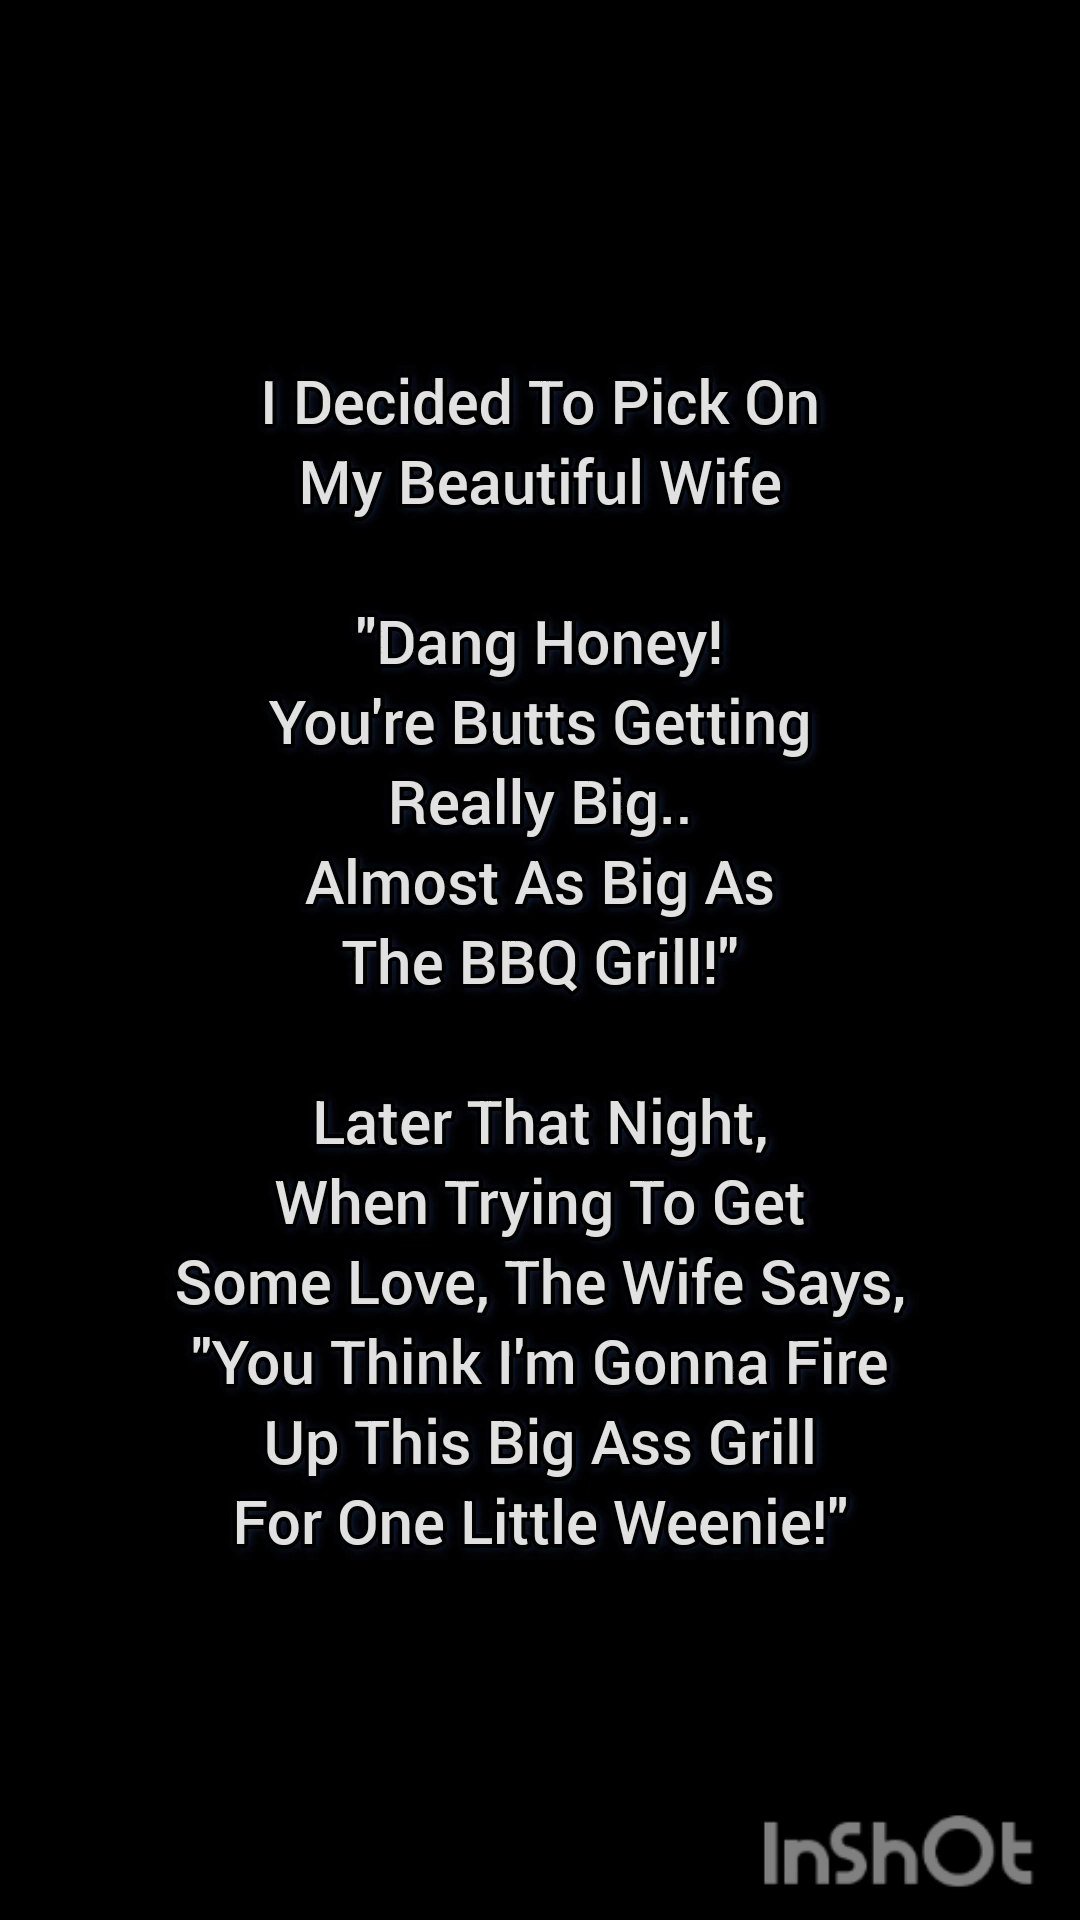 I Decided To Pick On
My Beautiful Wife
"Dang Honey!
You're Butts Getting
Really Big..
Almost As Big As
The BBQ Grill!"
Later That Night,
When Trying To Get
Some Love, The Wife Says,
"You Think I'm Gonna Fire
Up This Big Ass Grill
For One Little Weenie!"
InShOt